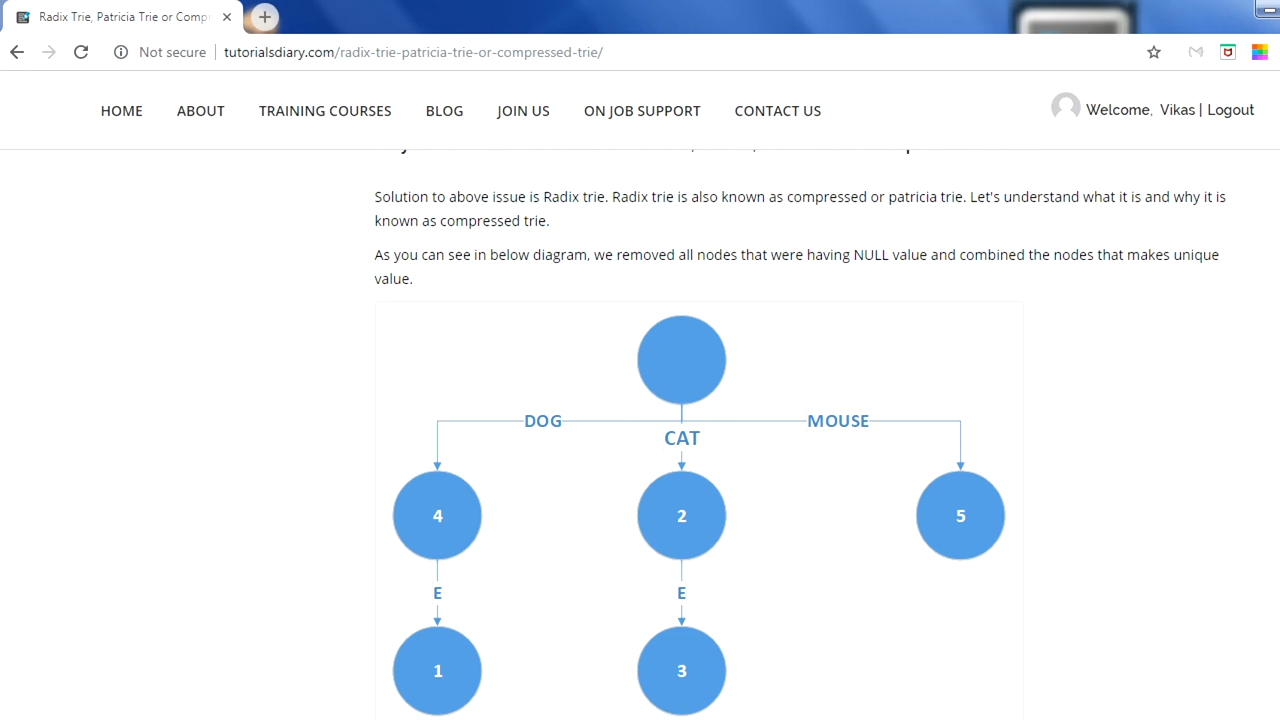 Radix Trie, Patricia Trie or Comp
Not secure
tutorialsdiary.com/radix-trie-patricia-trie-or-compressed-trie/
HOME ABOUT TRAINING COURSES BLOG JOIN US ON JOB SUPPORT CONTACT US
Welcome, Vikas | Logout
Solution to above issue is Radix trie. Radix trie is also known as compressed or patricia trie. Let's understand what it is and why it is
known as compressed trie.
As you can see in below diagram, we removed all nodes that were having NULL value and combined the nodes that makes unique
value.
DOG CAT MOUSE
4 2 5
E E
1 3